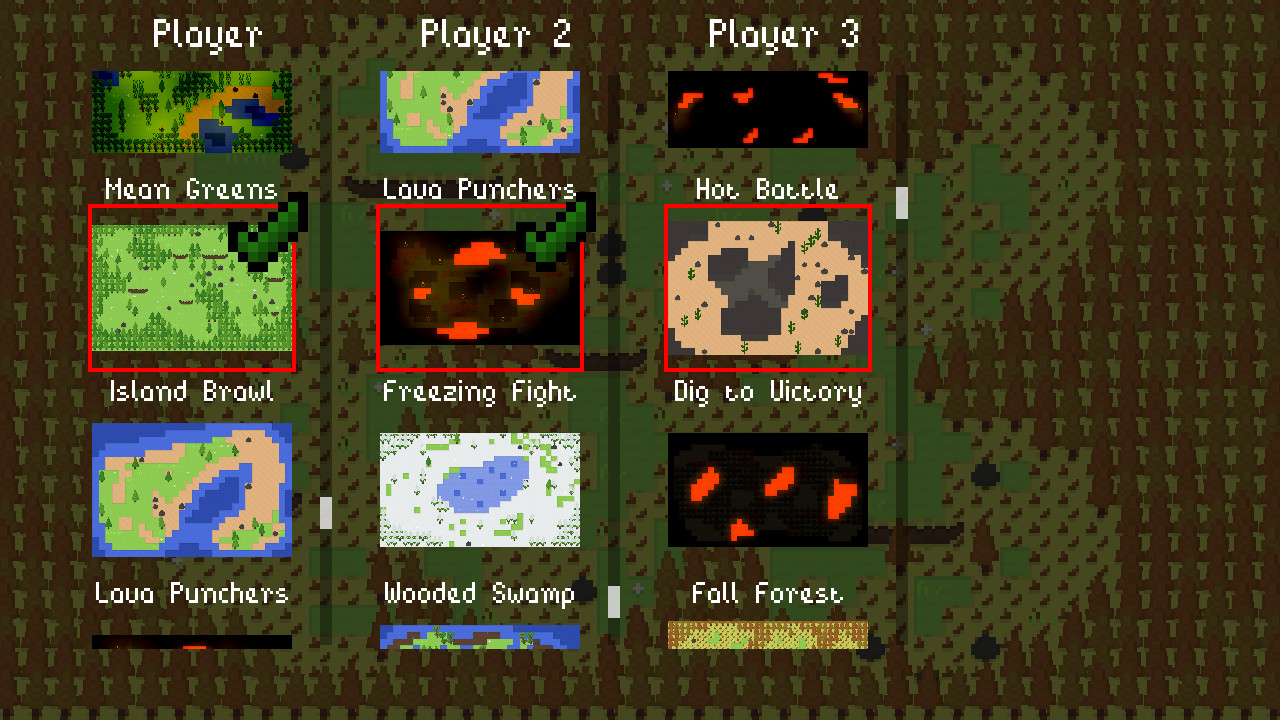 Player
Player 2
Player 3
Mean Greens
Lava Punchers
Hot Battle
Island Brawl
Freezing Fight
Dig to Victory
Lava Punchers
Wooded Swamp
Fall Forest